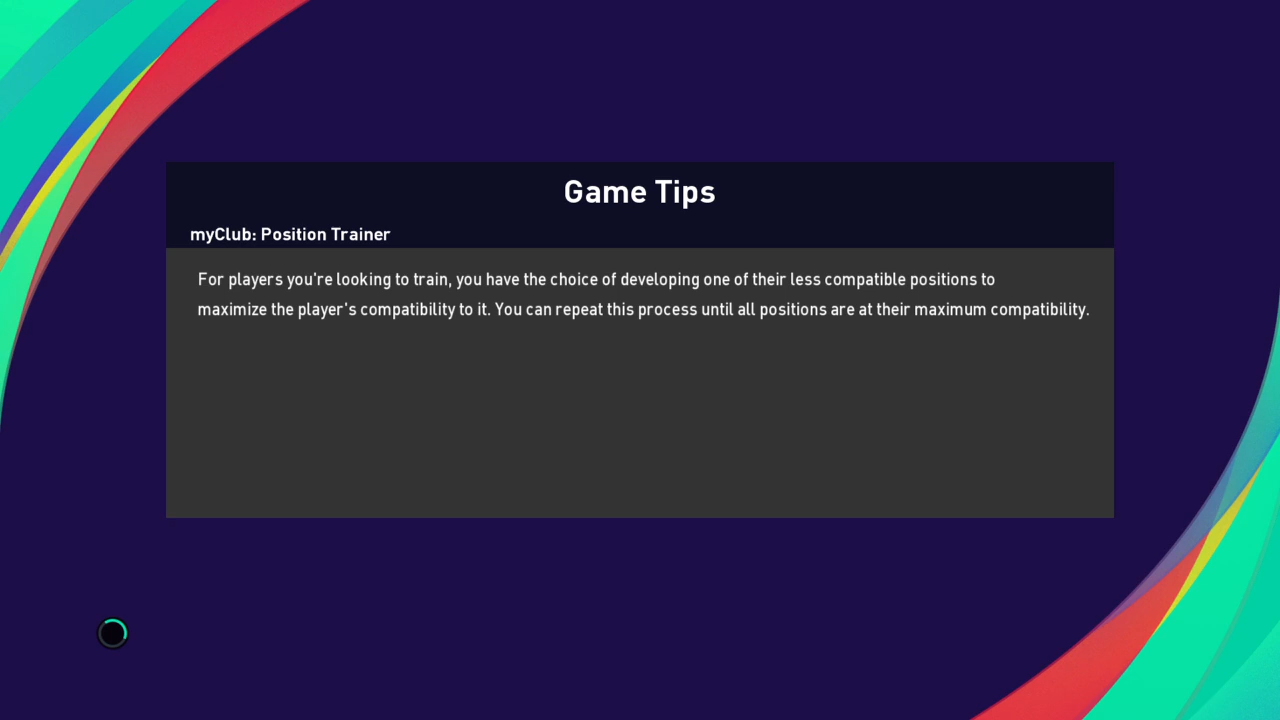 Game Tips
myClub: Position Trainer
For players you're looking to train, you have the choice of developing one of their less compatible positions to
maximize the player's compatibility to it. You can repeat this process until all positions are at their maximum compatibility.